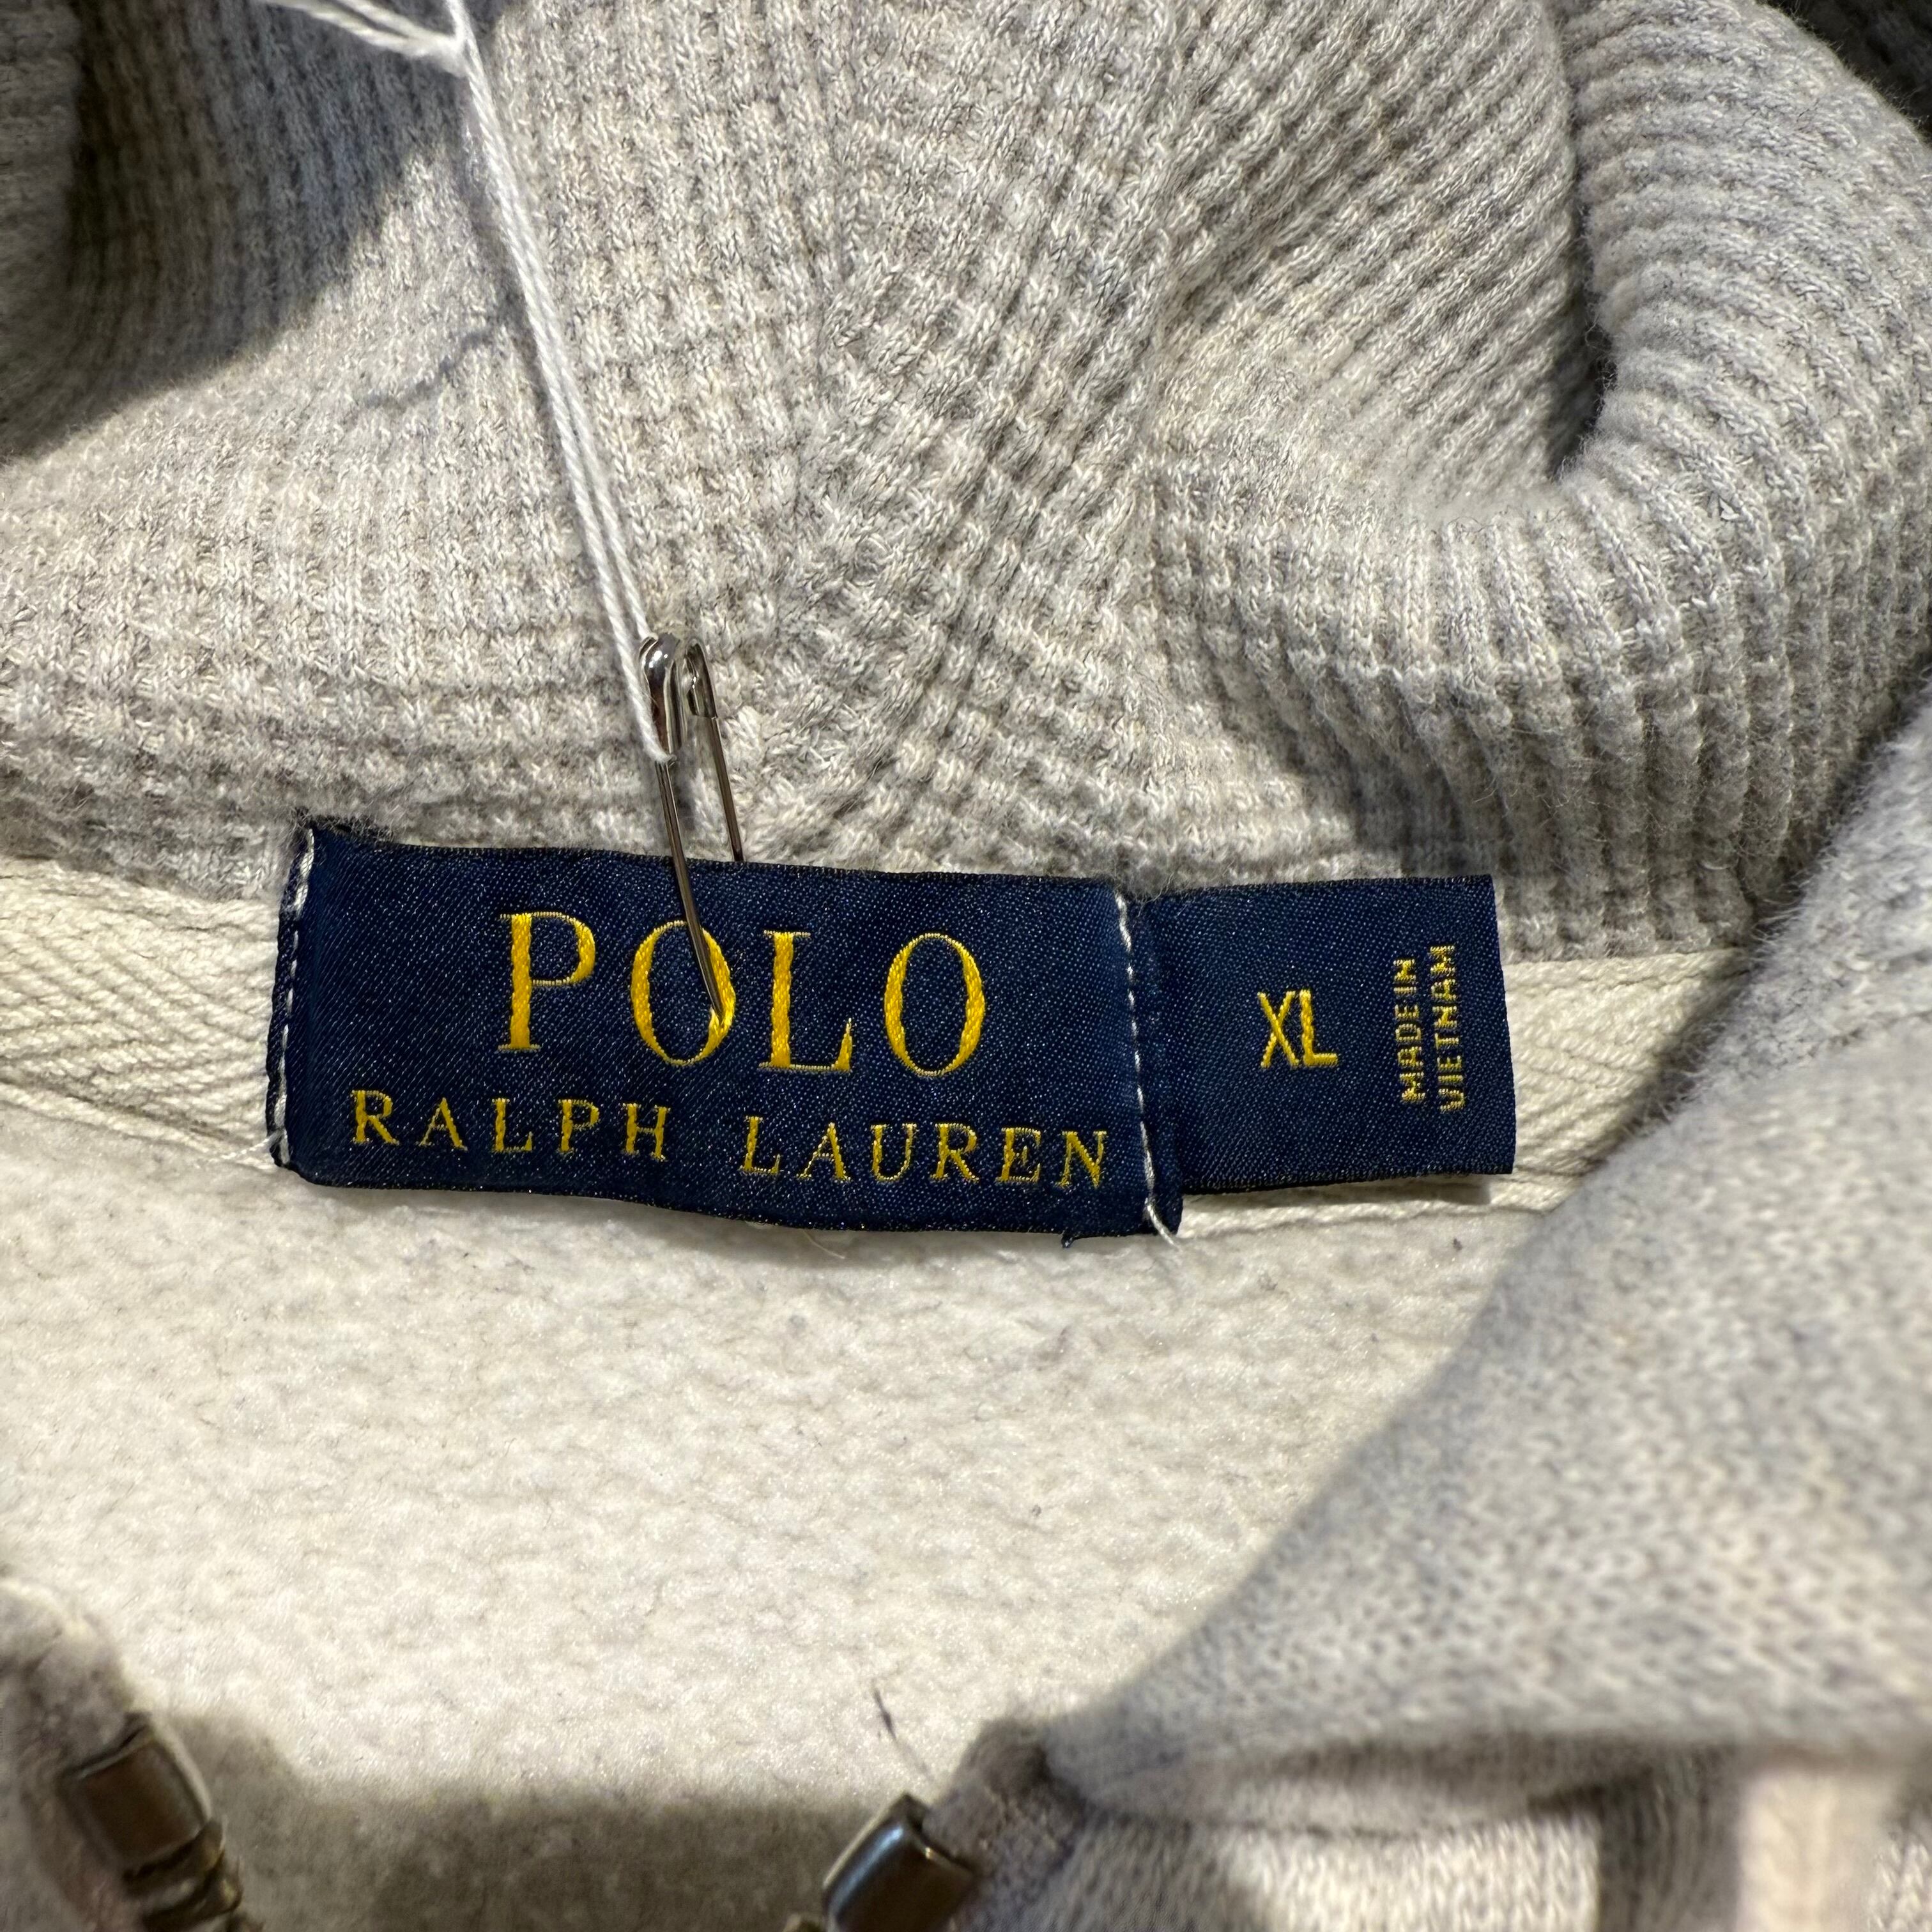 POLO
RALPH LAUREN
XL
MADE IN
VIETNAM